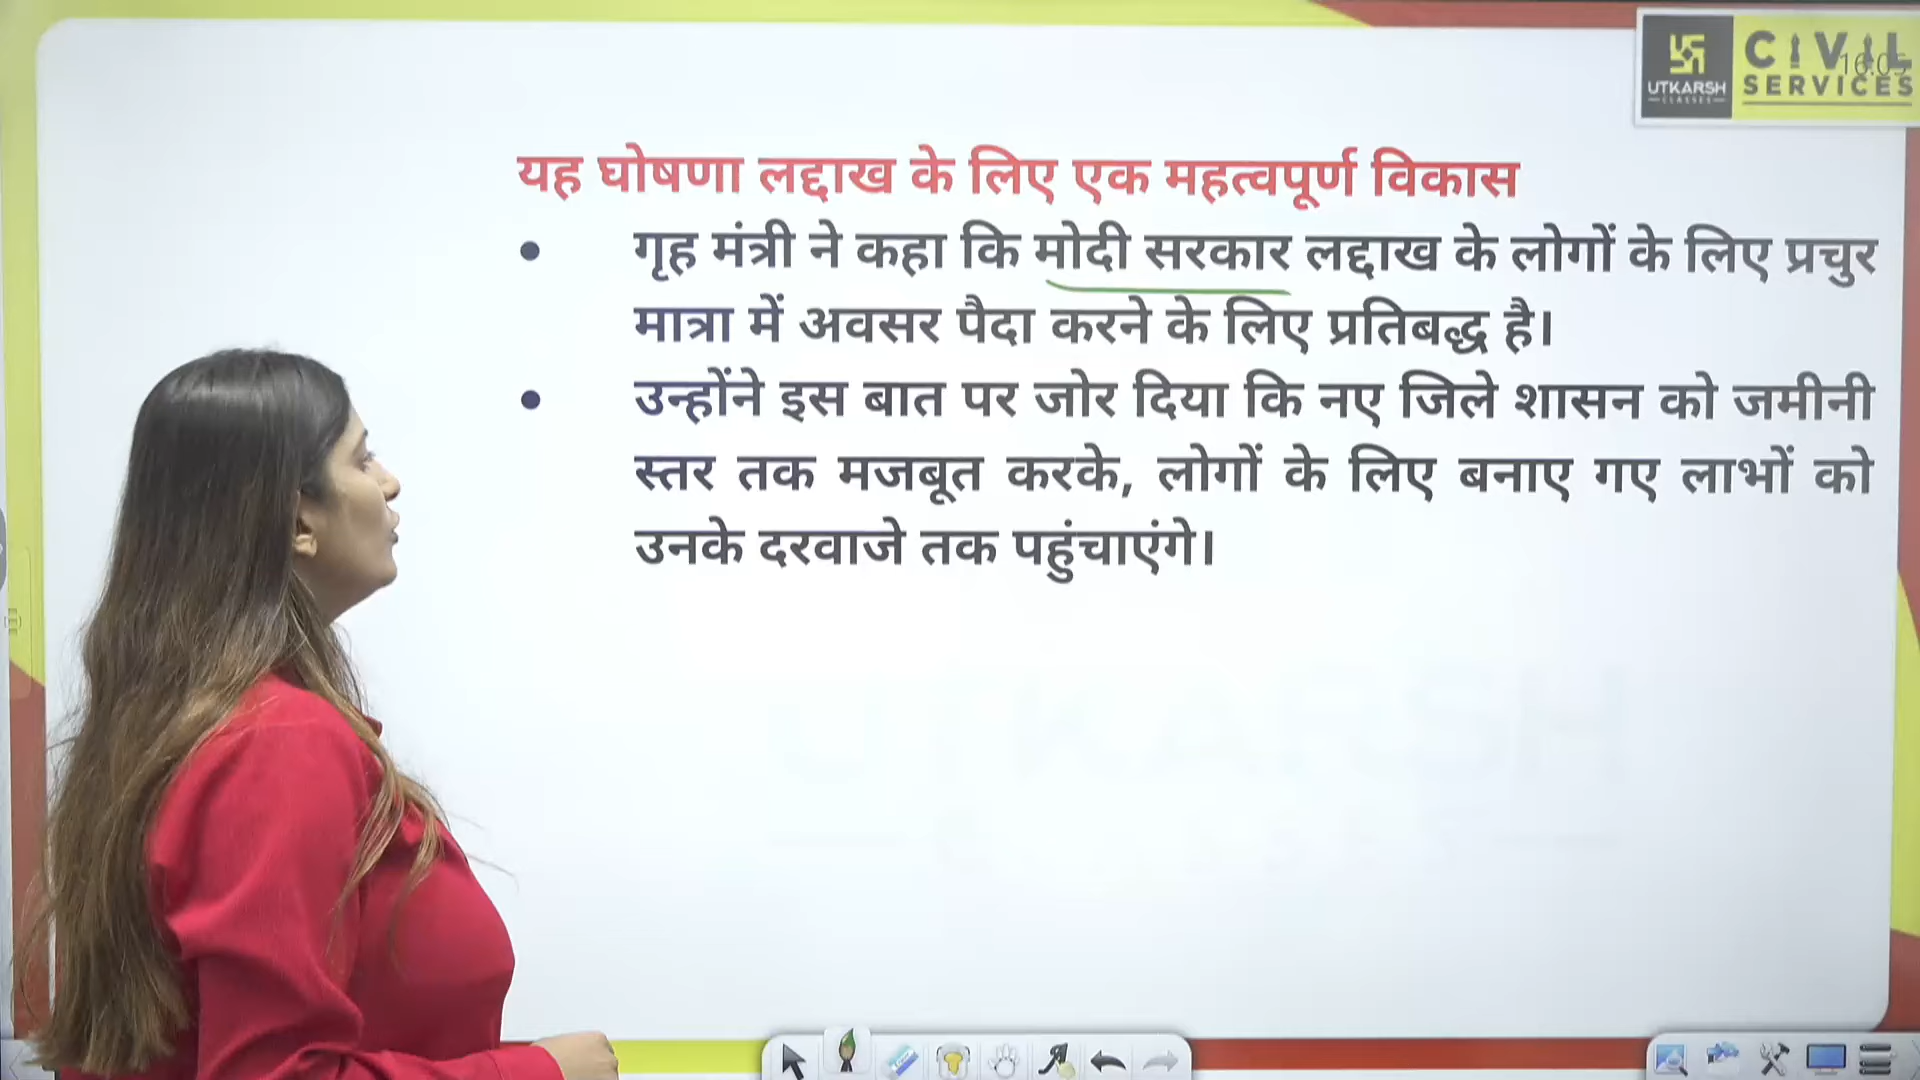 UTKARSH
CLASSES
CIVIL
SERVICES
यह घोषणा लद्दाख के लिए एक महत्वपूर्ण विकास
• गृह मंत्री ने कहा कि मोदी सरकार लद्दाख के लोगों के लिए प्रचुर
मात्रा में अवसर पैदा करने के लिए प्रतिबद्ध है।
• उन्होंने इस बात पर जोर दिया कि नए जिले शासन को जमीनी
स्तर तक मजबूत करके, लोगों के लिए बनाए गए लाभों को
उनके दरवाजे तक पहुंचाएंगे।